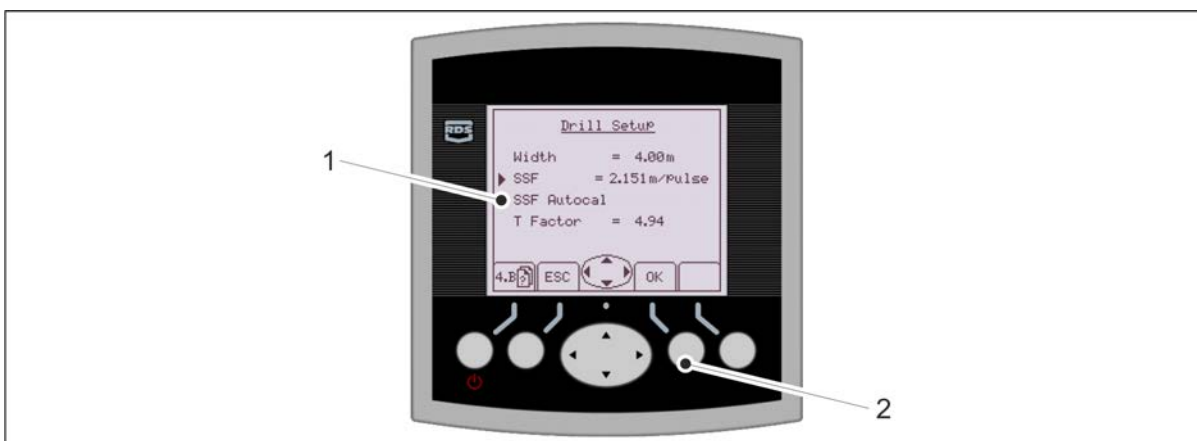 RDS
Drill Setup
Width = 4.00m
SSF = 2.151m/pulse
1
SSF Autocal
T Factor = 4.94
4.B ? ESC OK
2